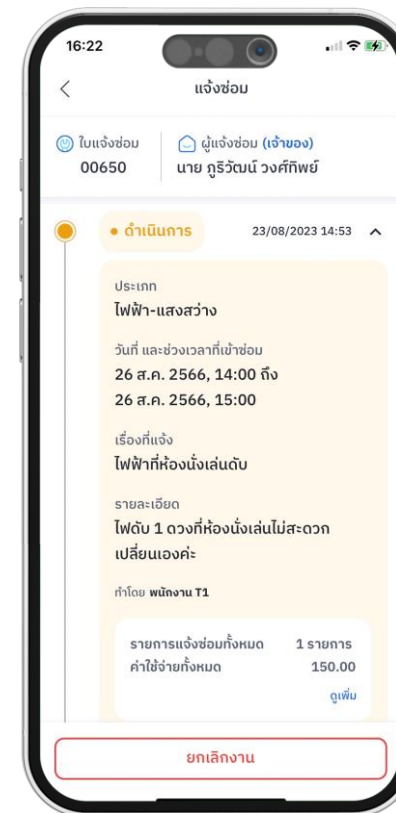 16:22
แจ้งซ่อม
ใบแจ้งซ่อม
00650
ผู้แจ้งซ่อม (เจ้าของ)
นาย ภูริวัฒน์ วงศ์ทิพย์
• ดำเนินการ
23/08/2023 14:53
ประเภท
ไฟฟ้า-แสงสว่าง
วันที่ และช่วงเวลาที่เข้าซ่อม
26 ส.ค. 2566, 14:00 ถึง
26 ส.ค. 2566, 15:00
เรื่องที่แจ้ง
ไฟฟ้าที่ห้องนั่งเล่นดับ
รายละเอียด
ไฟดับ 1 ดวงที่ห้องนั่งเล่นไม่สะดวก
เปลี่ยนเองค่ะ
ทำโดย พนักงาน T1
รายการแจ้งซ่อมทั้งหมด 1 รายการ
ค่าใช้จ่ายทั้งหมด 150.00
ดูเพิ่ม
ยกเลิกงาน